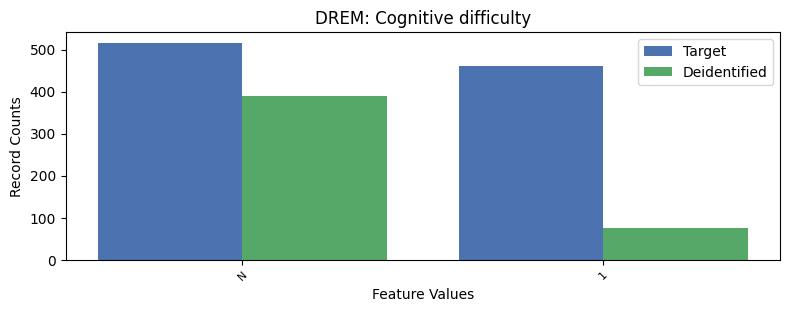 DREM: Cognitive difficulty
Target
Deidentified
Record Counts
500
400
300
200
100
0
N
1
Feature Values